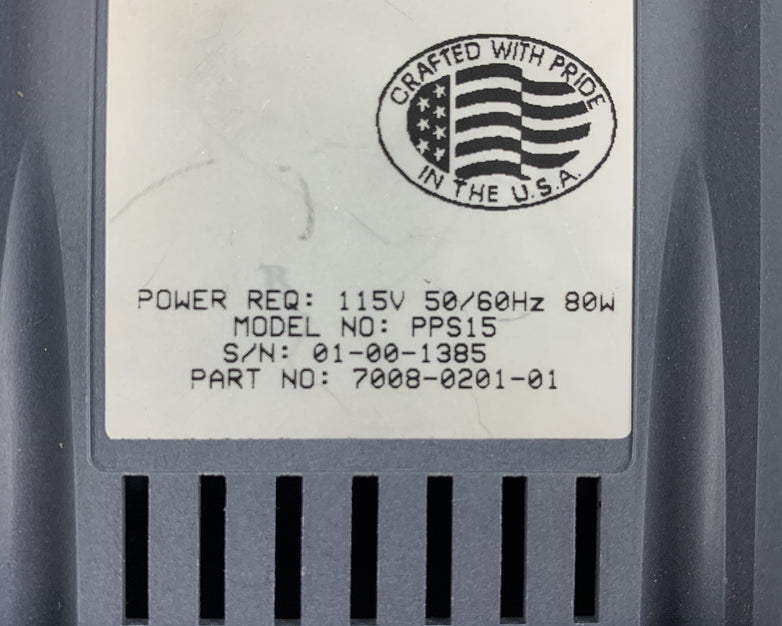 CRAFTED WITH PRIDE
IN THE U.S.A.
POWER REQ: 115V 50/60Hz 80W
MODEL NO: PPS15
S/N: 01-00-1385
PART NO: 7008-0201-01